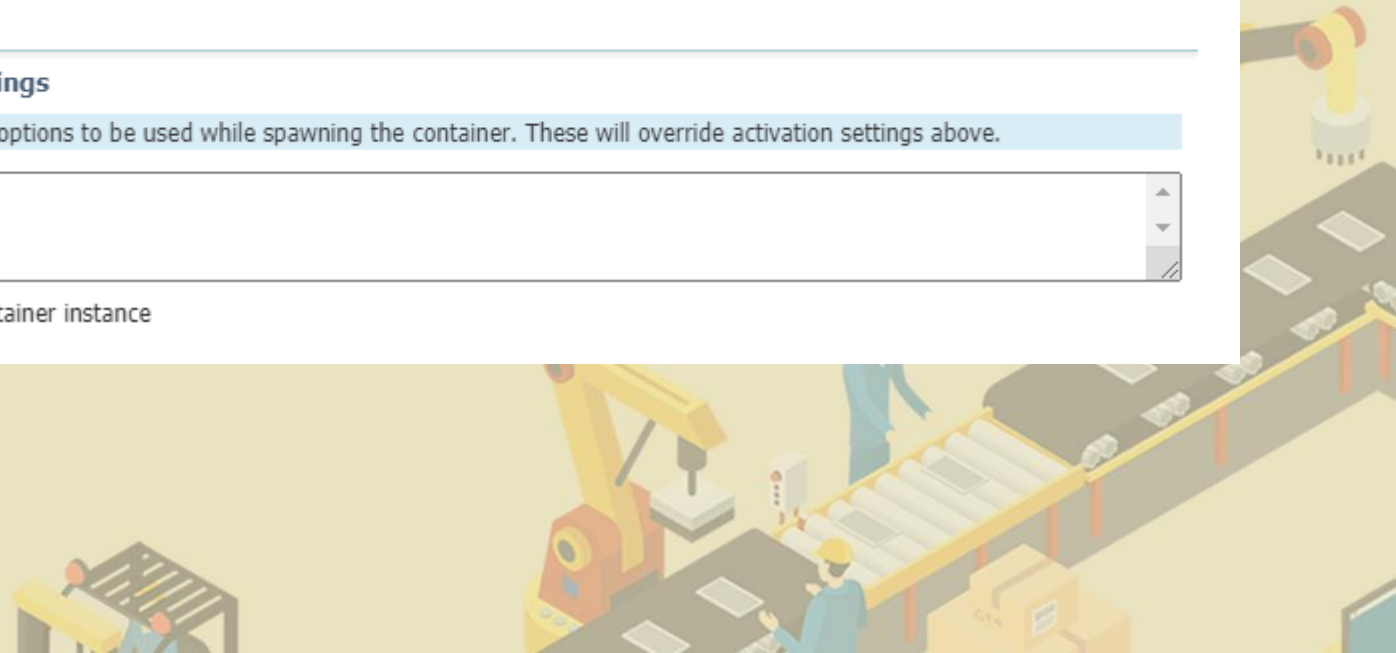 ings
options to be used while spawning the container. These will override activation settings above.
tainer instance